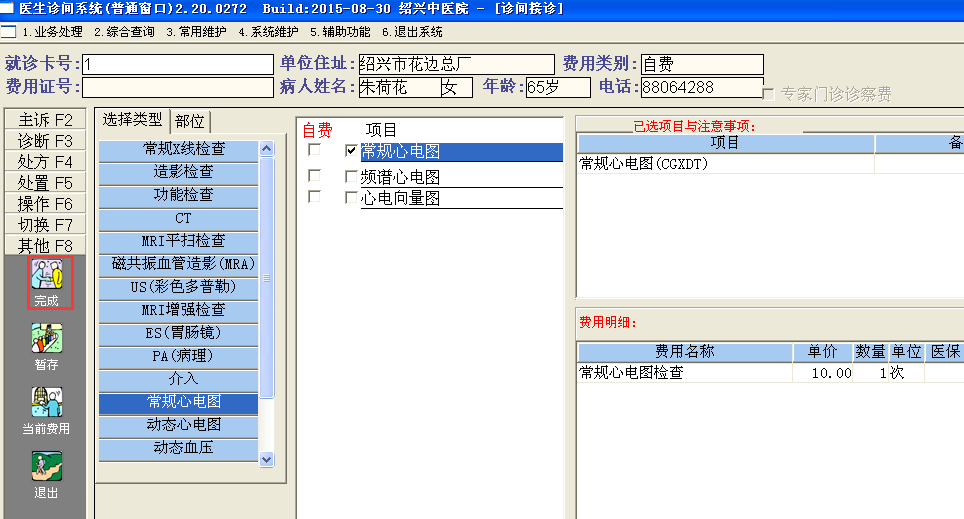 医生诊间系统(普通窗口)2.20.0272  Build:2015-08-30 绍兴中医院 - [诊间接诊]
1.业务处理 2.综合查询 3.常用维护 4.系统维护 5.辅助功能 6.退出系统
就诊卡号: 1 单位住址: 绍兴市花边总厂 费用类别: 自费
费用证号: 病人姓名: 朱荷花 女 年龄: 65岁 电话: 88064288 专家门诊诊察费
主诉 F2
诊断 F3
处方 F4
处置 F5
操作 F6
切换 F7
其他 F8
完成
暂存
当前费用
退出
选择类型 部位
常规X线检查
造影检查
功能检查
CT
MRI平扫检查
磁共振血管造影(MRA)
US(彩色多普勒)
MRI增强检查
ES(胃肠镜)
PA(病理)
介入
常规心电图
动态心电图
动态血压
自费 项目
常规心电图
频谱心电图
心电向量图
已选项目与注意事项:
项目 备
常规心电图(CGXDT)
费用明细:
费用名称 单价 数量 单位 医保
常规心电图检查 10.00 1 次